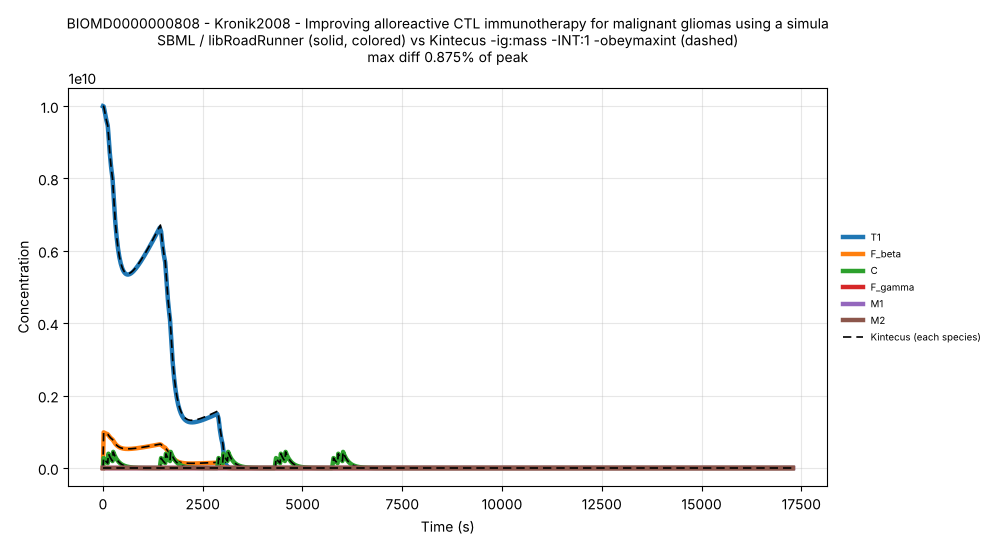 BIOMD0000000808 - Kronik2008 - Improving alloreactive CTL immunotherapy for malignant gliomas using a simula
SBML / libRoadRunner (solid, colored) vs Kintecus -ig:mass -INT:1 -obeymaxint (dashed)
max diff 0.875% of peak
1e10
1.0
0.8
0.6
0.4
0.2
0.0
Concentration
0
2500
5000
7500
10000
12500
15000
17500
Time (s)
T1
F_beta
C
F_gamma
M1
M2
Kintecus (each species)